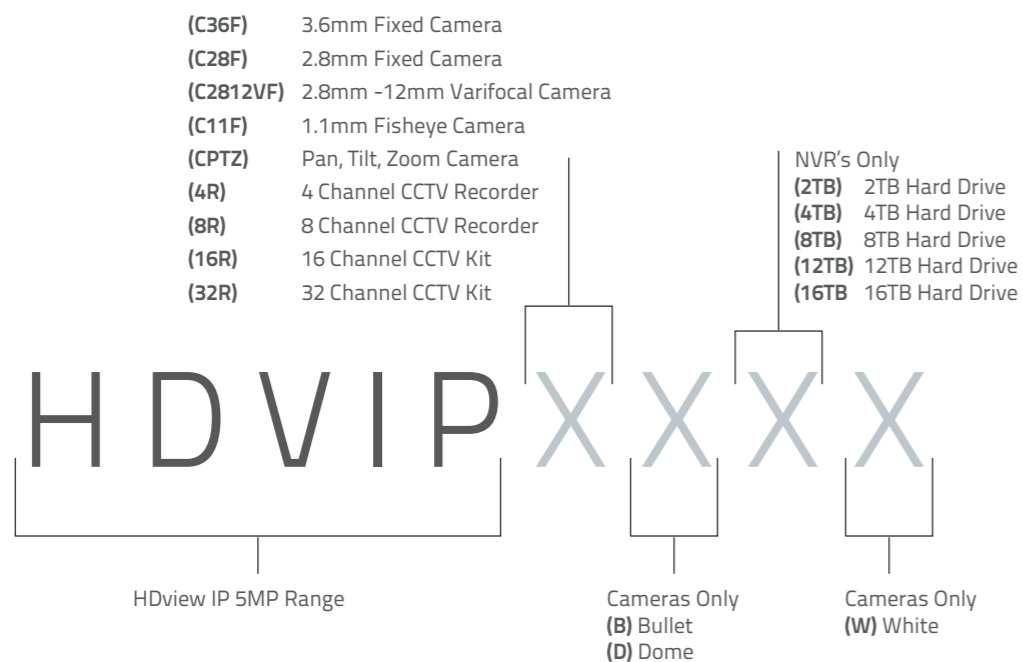 (C36F) 3.6mm Fixed Camera
(C28F) 2.8mm Fixed Camera
(C2812VF) 2.8mm -12mm Varifocal Camera
(C11F) 1.1mm Fisheye Camera
(CPTZ) Pan, Tilt, Zoom Camera
(4R) 4 Channel CCTV Recorder
(8R) 8 Channel CCTV Recorder
(16R) 16 Channel CCTV Kit
(32R) 32 Channel CCTV Kit
NVR's Only
(2TB) 2TB Hard Drive
(4TB) 4TB Hard Drive
(8TB) 8TB Hard Drive
(12TB) 12TB Hard Drive
(16TB 16TB Hard Drive
HDVIPXXXX
HDview IP 5MP Range
Cameras Only
(B) Bullet
(D) Dome
Cameras Only
(W) White